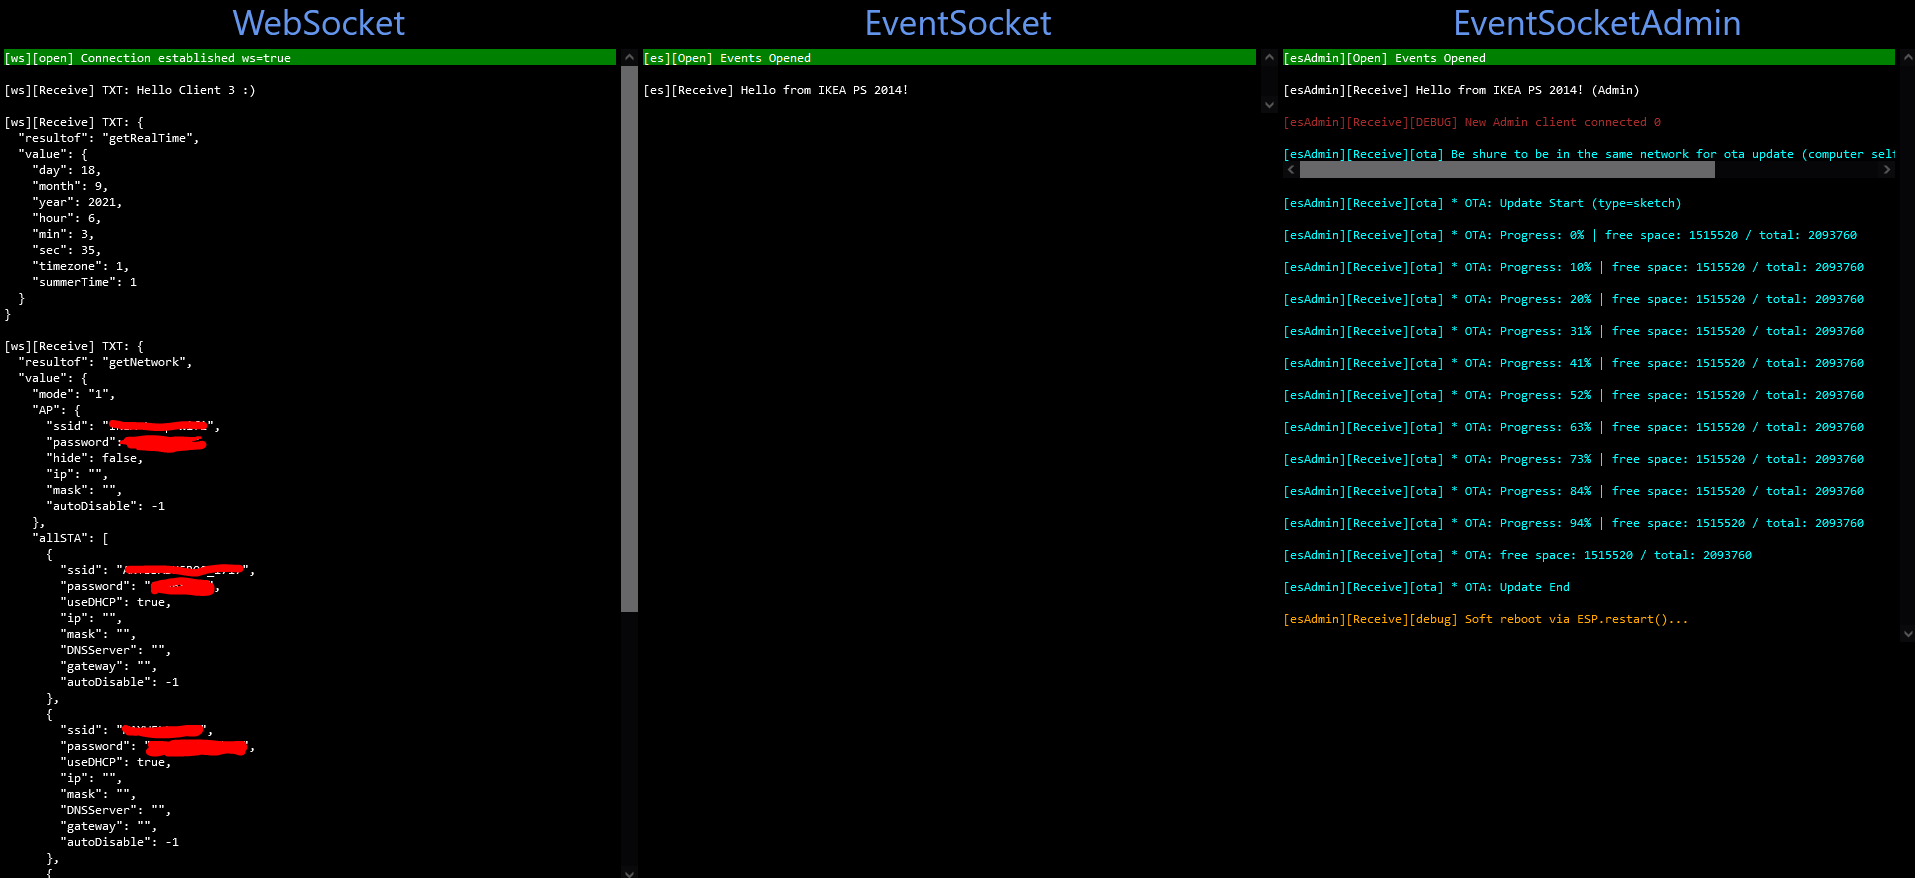 WebSocket
[ws][open] Connection established ws=true
[ws][Receive] TXT: Hello Client 3 :)
[ws][Receive] TXT: {
  "resultof": "getRealTime",
  "value": {
    "day": 18,
    "month": 9,
    "year": 2021,
    "hour": 6,
    "min": 3,
    "sec": 35,
    "timezone": 1,
    "summerTime": 1
  }
}
[ws][Receive] TXT: {
  "resultof": "getNetwork",
  "value": {
    "mode": "1",
    "AP": {
      "ssid": "",
      "password":
      "hide": false,
      "ip": "",
      "mask": "",
      "autoDisable": -1
    },
    "allSTA": [
      {
        "ssid": "",
        "password": ",
        "useDHCP": true,
        "ip": "",
        "mask": "",
        "DNSServer": "",
        "gateway": "",
        "autoDisable": -1
      },
      {
        "ssid": "",
        "password": "",
        "useDHCP": true,
        "ip": "",
        "mask": "",
        "DNSServer": "",
        "gateway": "",
        "autoDisable": -1
      },
      {
EventSocket
[es][Open] Events Opened
[es][Receive] Hello from IKEA PS 2014!
EventSocketAdmin
[esAdmin][Open] Events Opened
[esAdmin][Receive] Hello from IKEA PS 2014! (Admin)
[esAdmin][Receive][DEBUG] New Admin client connected 0
[esAdmin][Receive][ota] Be shure to be in the same network for ota update (computer
[esAdmin][Receive][ota] * OTA: Update Start (type=sketch)
[esAdmin][Receive][ota] * OTA: Progress: 0% | free space: 1515520 / total: 2093760
[esAdmin][Receive][ota] * OTA: Progress: 10% | free space: 1515520 / total: 2093760
[esAdmin][Receive][ota] * OTA: Progress: 20% | free space: 1515520 / total: 2093760
[esAdmin][Receive][ota] * OTA: Progress: 31% | free space: 1515520 / total: 2093760
[esAdmin][Receive][ota] * OTA: Progress: 41% | free space: 1515520 / total: 2093760
[esAdmin][Receive][ota] * OTA: Progress: 52% | free space: 1515520 / total: 2093760
[esAdmin][Receive][ota] * OTA: Progress: 63% | free space: 1515520 / total: 2093760
[esAdmin][Receive][ota] * OTA: Progress: 73% | free space: 1515520 / total: 2093760
[esAdmin][Receive][ota] * OTA: Progress: 84% | free space: 1515520 / total: 2093760
[esAdmin][Receive][ota] * OTA: Progress: 94% | free space: 1515520 / total: 2093760
[esAdmin][Receive][ota] * OTA: free space: 1515520 / total: 2093760
[esAdmin][Receive][ota] * OTA: Update End
[esAdmin][Receive][debug] Soft reboot via ESP.restart()...